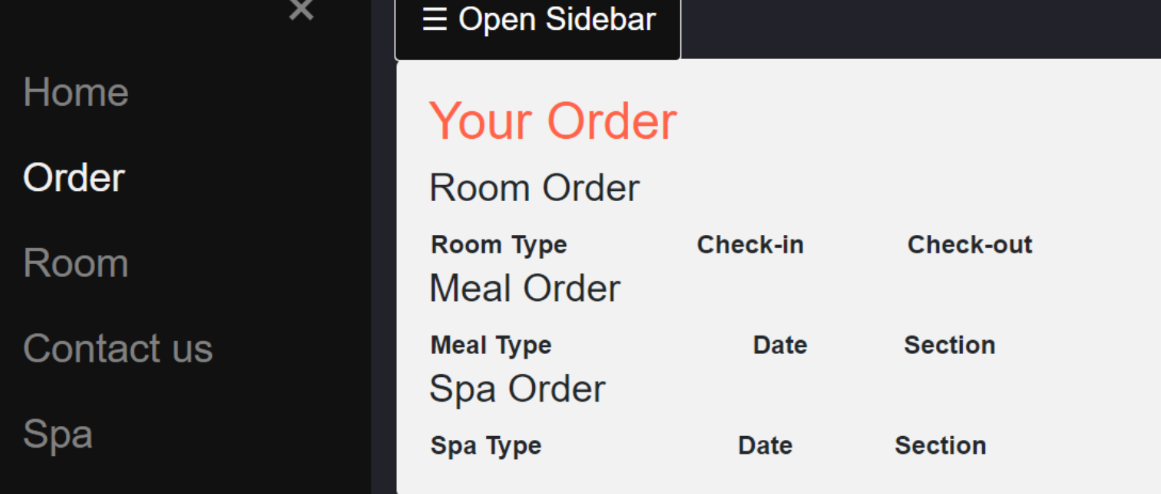 ×
Home
Order
Room
Contact us
Spa
☰ Open Sidebar
Your Order
Room Order
Room Type Check-in Check-out
Meal Order
Meal Type Date Section
Spa Order
Spa Type Date Section